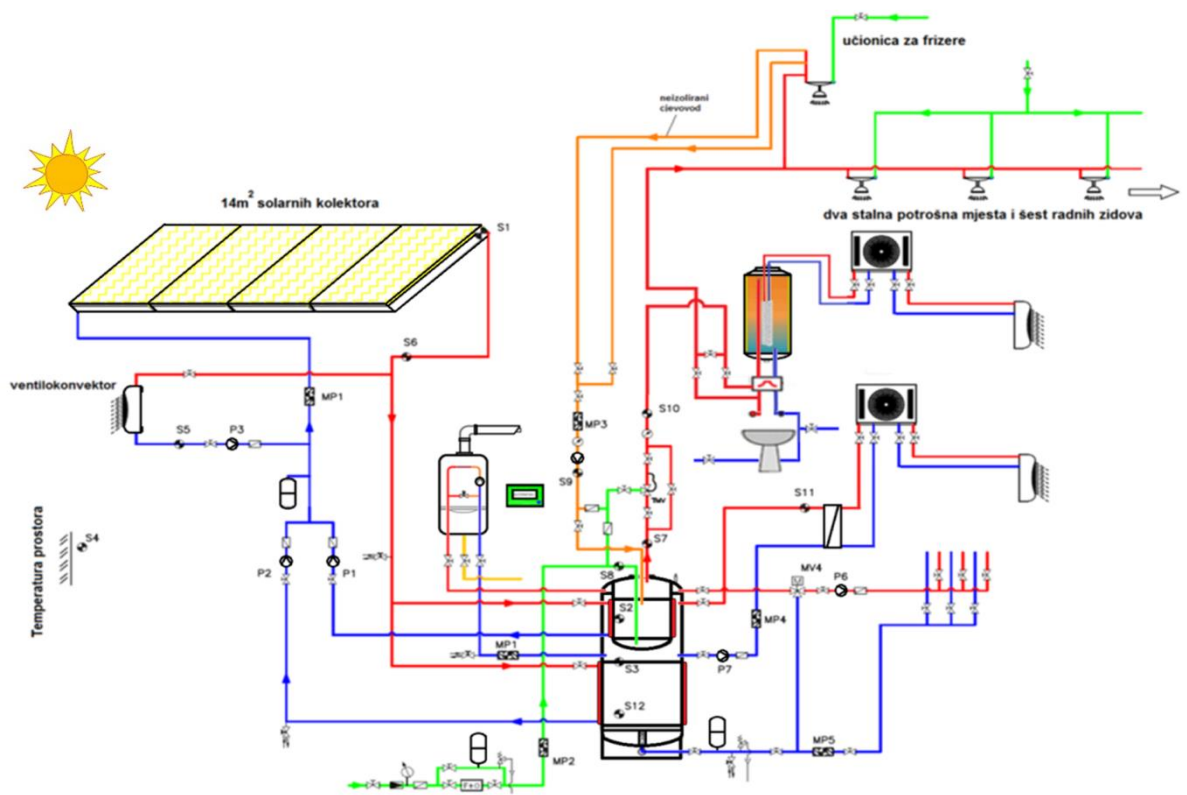 učionica za frizere
neizolirani
cjevovod
14m² solarnih kolektora
S1
dva stalna potrošna mjesta i šest radnih zidova
S6
ventilokonvektor
MP1
S10
S5
P3
MP3
S9
TMV
S11
Temperatura prostora
S4
S7
P2
P1
S8
MV4
P6
S2
MP4
MP1
S3
P7
S12
MP2
MP5